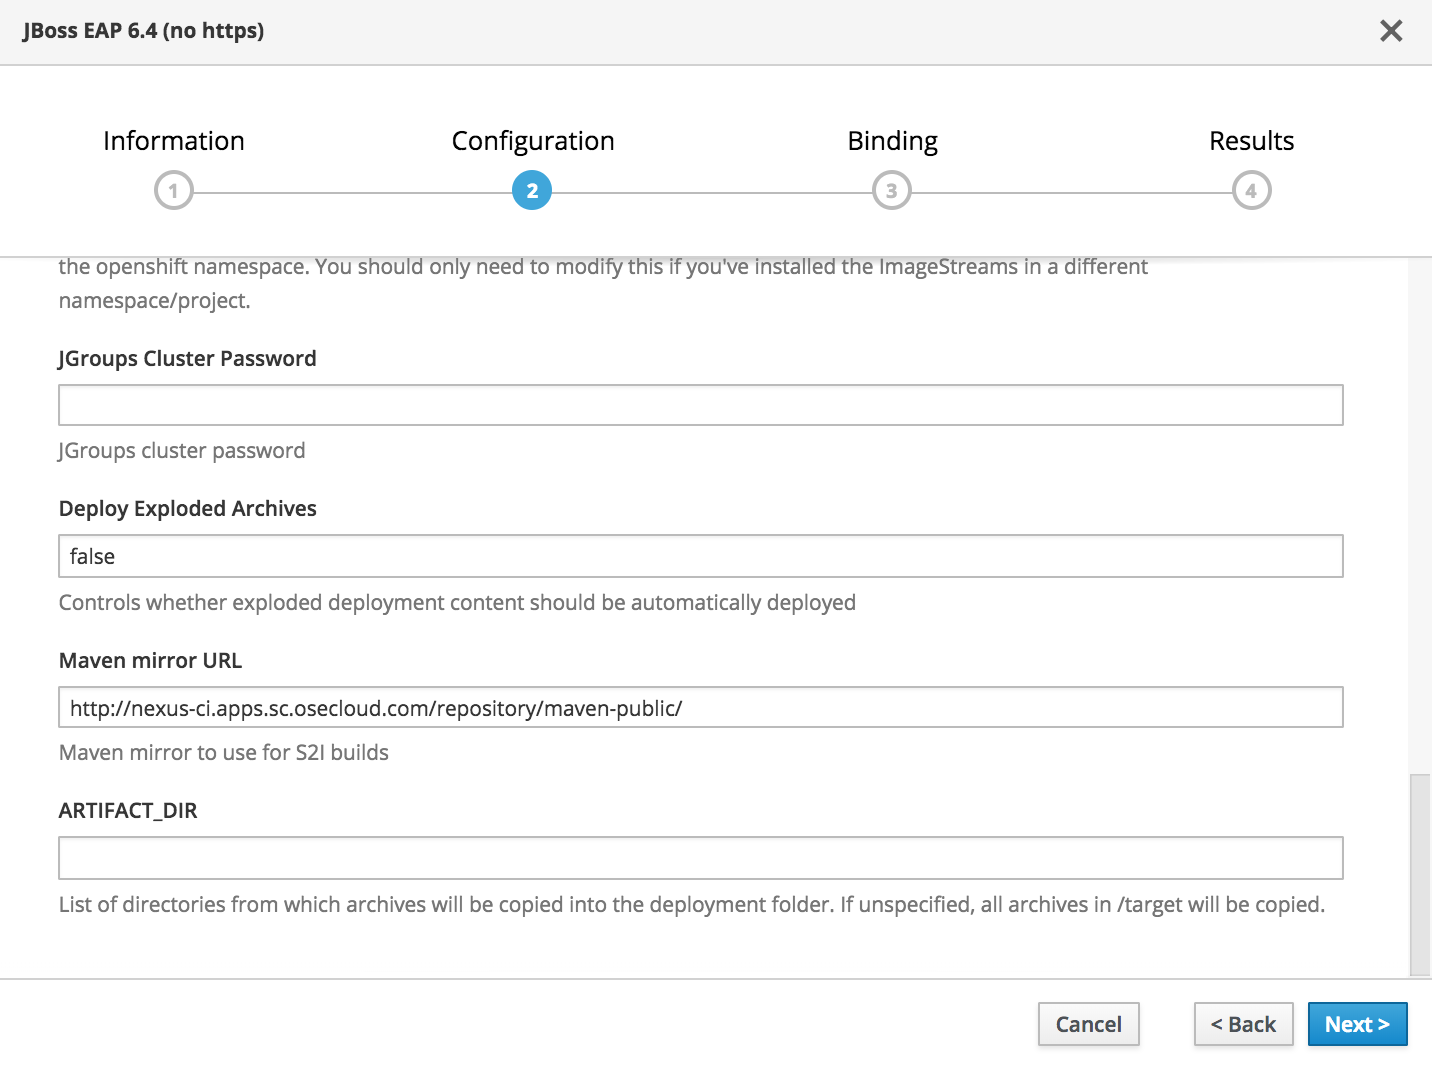 JBoss EAP 6.4 (no https)
Information
Configuration
Binding
Results
1
2
3
4
the openshift namespace. You should only need to modify this if you've installed the ImageStreams in a different
namespace/project.
JGroups Cluster Password
JGroups cluster password
Deploy Exploded Archives
false
Controls whether exploded deployment content should be automatically deployed
Maven mirror URL
http://nexus-ci.apps.sc.osecloud.com/repository/maven-public/
Maven mirror to use for S2I builds
ARTIFACT_DIR
List of directories from which archives will be copied into the deployment folder. If unspecified, all archives in /target will be copied.
Cancel
< Back
Next >